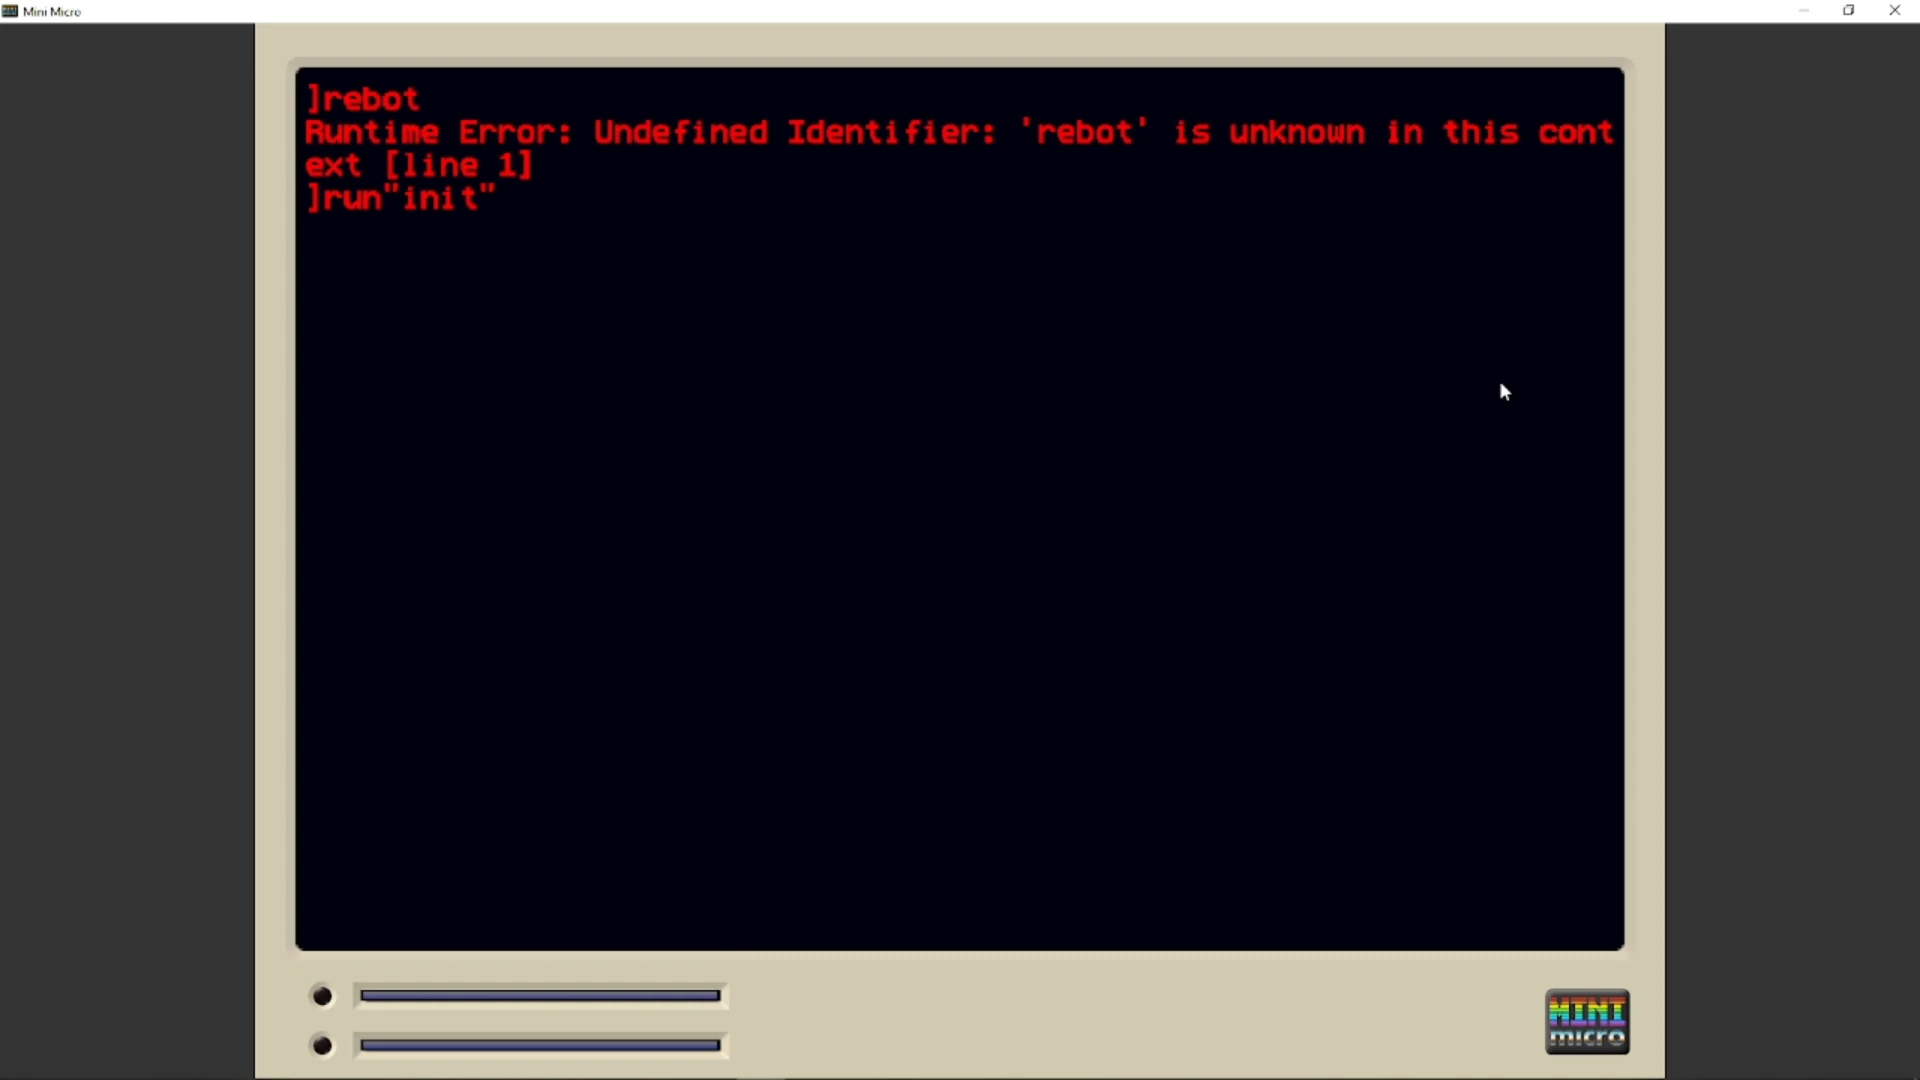 Mini Micro
]rebot
Runtime Error: Undefined Identifier: 'rebot' is unknown in this cont
ext [line 1]
]run"init"
MINI
micro